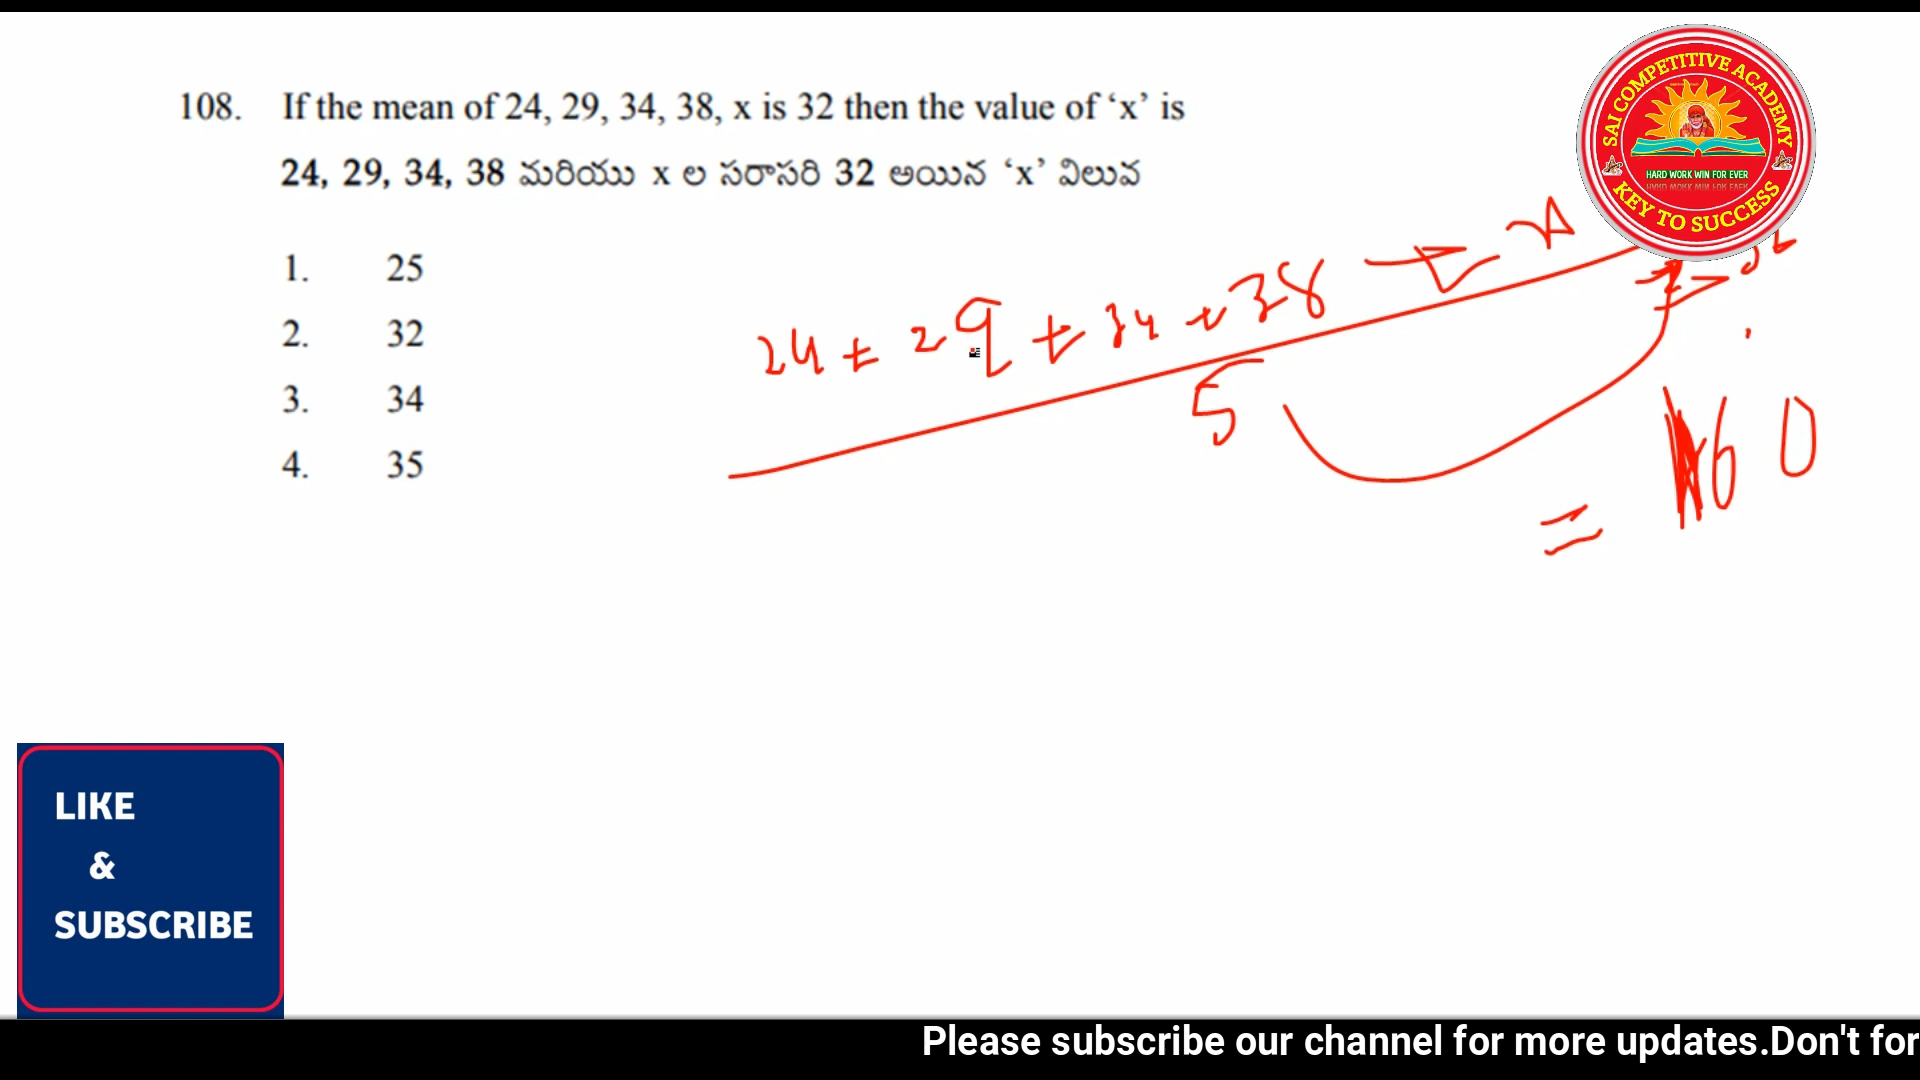 108. If the mean of 24, 29, 34, 38, x is 32 then the value of ‘x’ is
24, 29, 34, 38 మరియు x ల సరాసరి 32 అయిన ‘x’ విలువ
1. 25
2. 32
3. 34
4. 35
24 + 29 + 34 + 38 + x
5
= 160
SAI COMPETITIVE ACADEMY
HARD WORK WIN FOR EVER
KEY TO SUCCESS
LIKE
&
SUBSCRIBE
Please subscribe our channel for more updates.Don't for